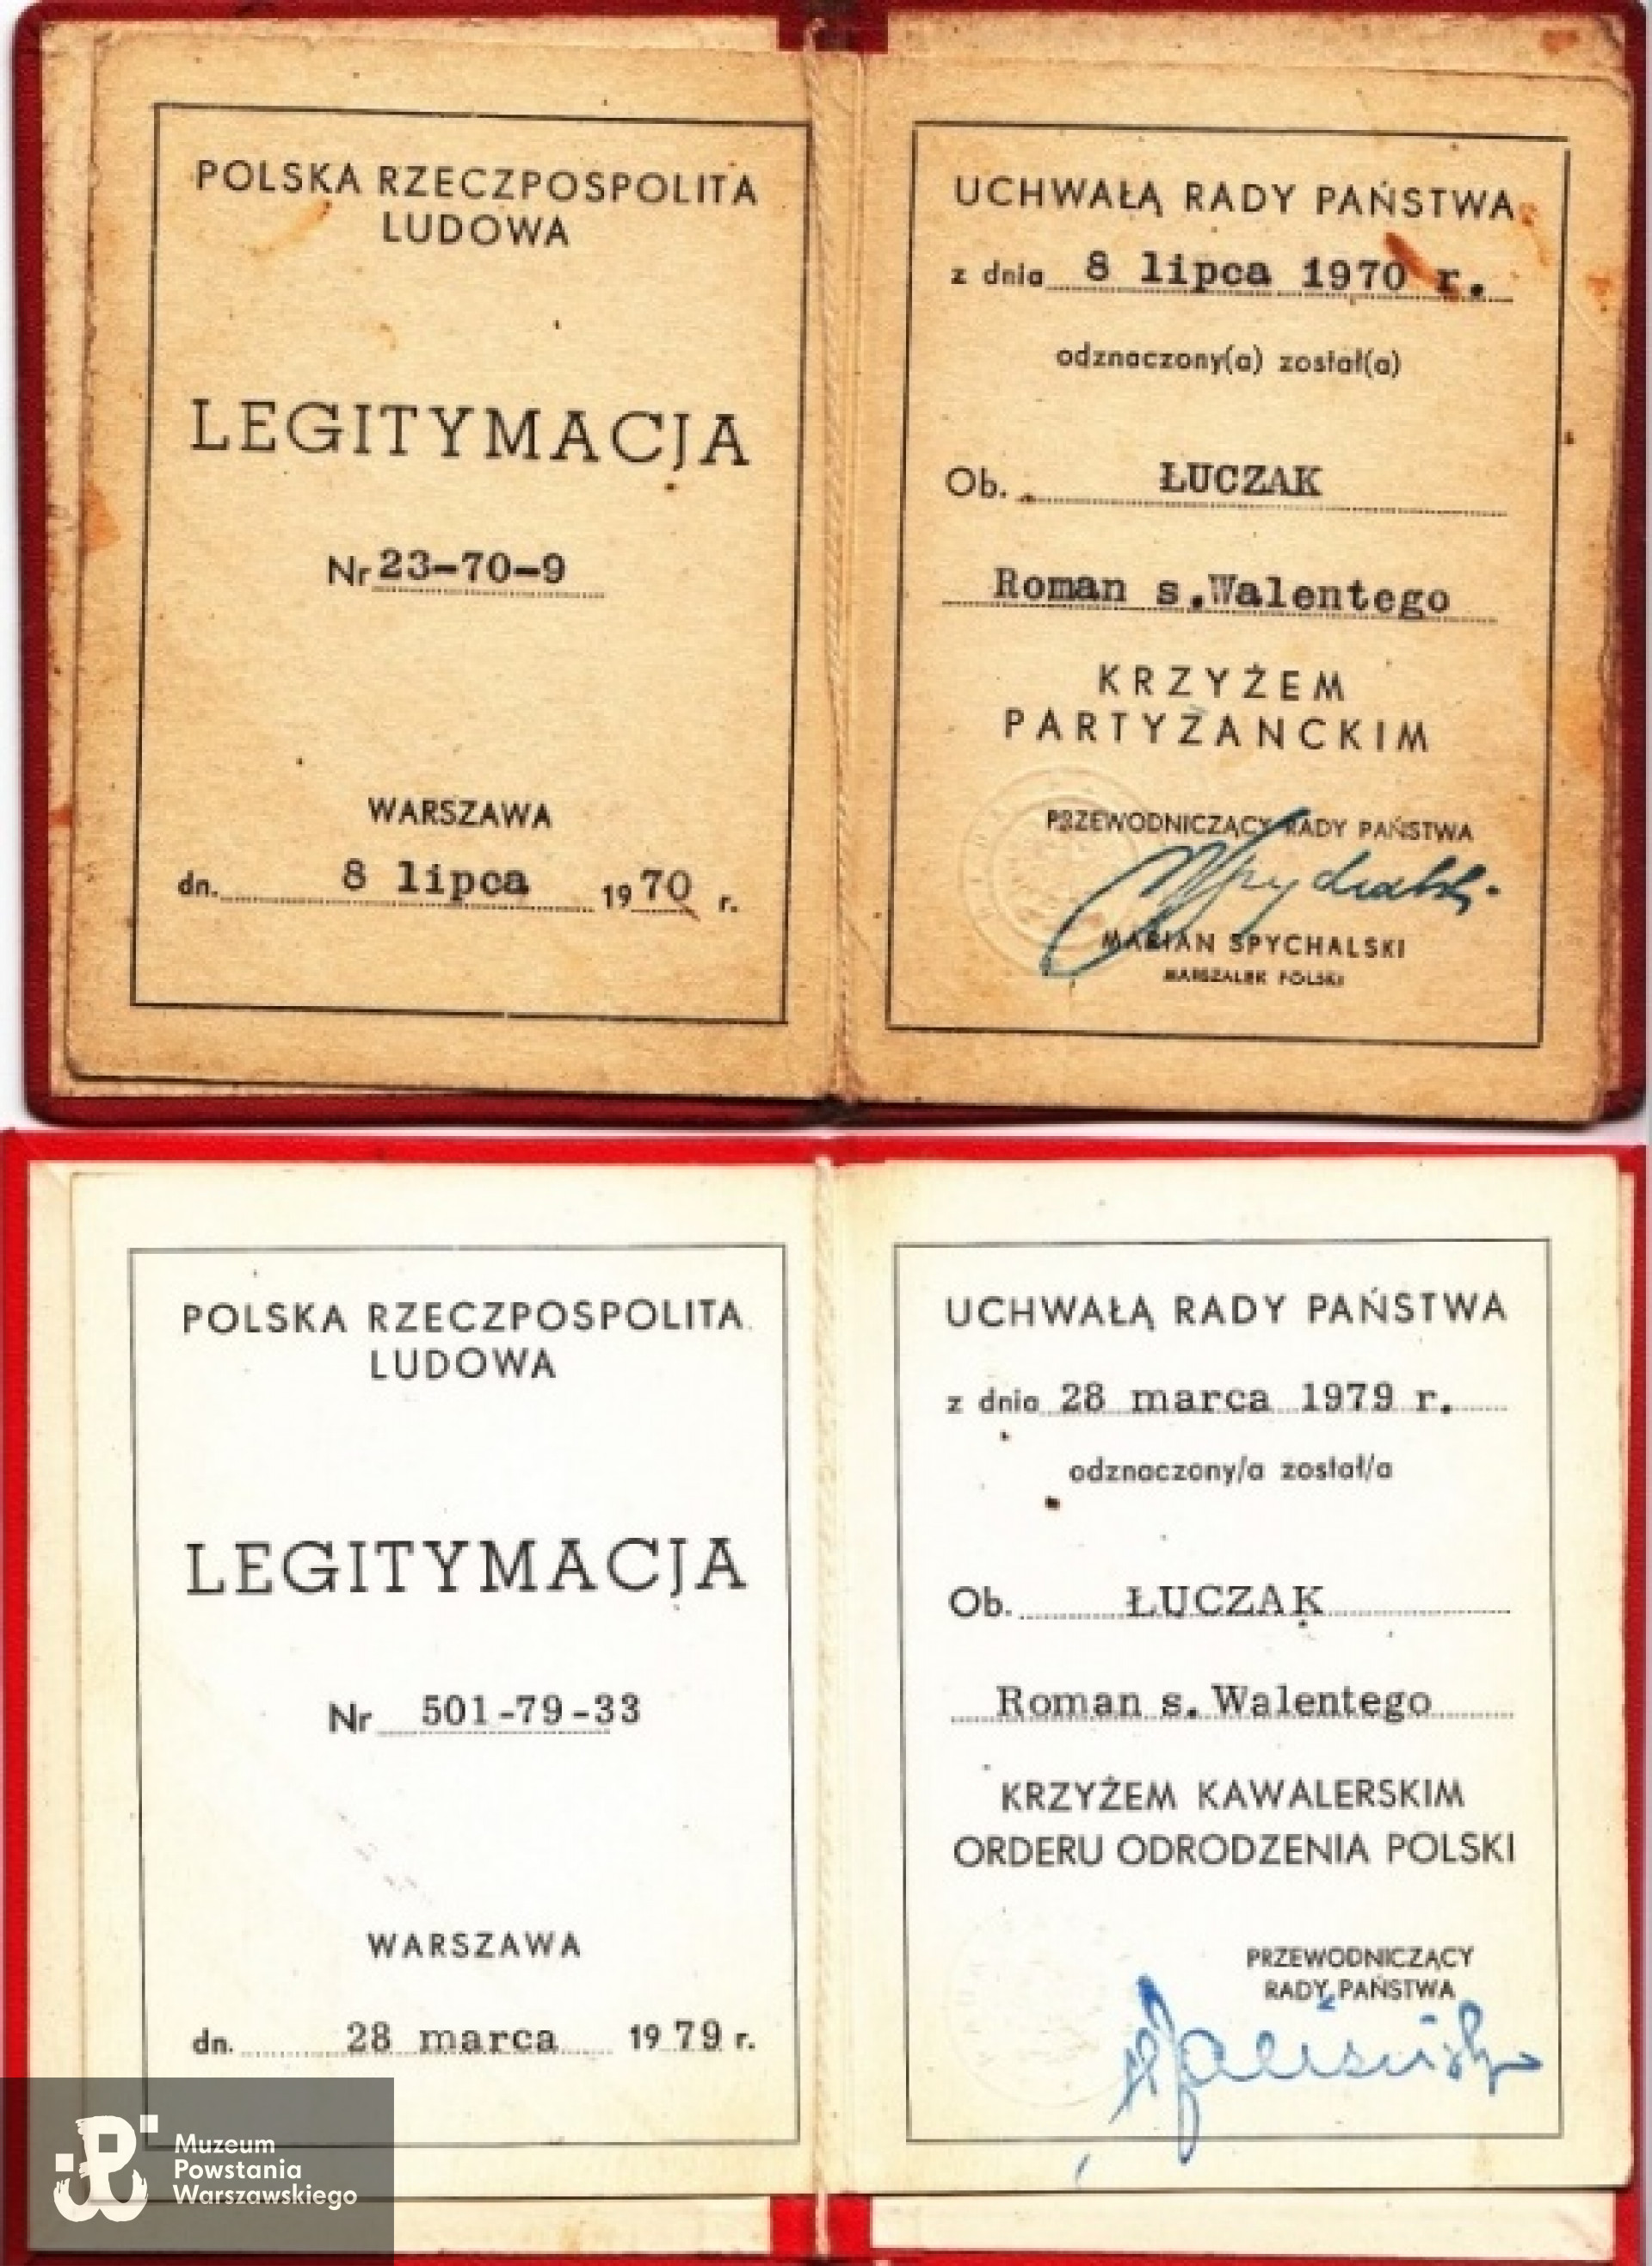 POLSKA RZECZPOSPOLITA
LUDOWA
LEGITYMACJA
Nr 23-70-9
WARSZAWA
dn. 8 lipca 1970 r.
UCHWAŁĄ RADY PAŃSTWA
z dnia 8 lipca 1970 r.
odznaczony(a) został(a)
Ob. ŁUCZAK
Roman s.Walentego
KRZYŻEM
PARTYZANCKIM
PRZEWODNICZĄCY RADY PAŃSTWA
MSpychalski
MARIAN SPYCHALSKI
MARSZAŁEK POLSKI
POLSKA RZECZPOSPOLITA
LUDOWA
LEGITYMACJA
Nr 501-79-33
WARSZAWA
dn. 28 marca 1979 r.
UCHWAŁĄ RADY PAŃSTWA
z dnia 28 marca 1979 r.
odznaczony/a został/a
Ob. ŁUCZAK
Roman s. Walentego
KRZYŻEM KAWALERSKIM
ORDERU ODRODZENIA POLSKI
PRZEWODNICZĄCY
RADY PAŃSTWA
Muzeum
Powstania
Warszawskiego